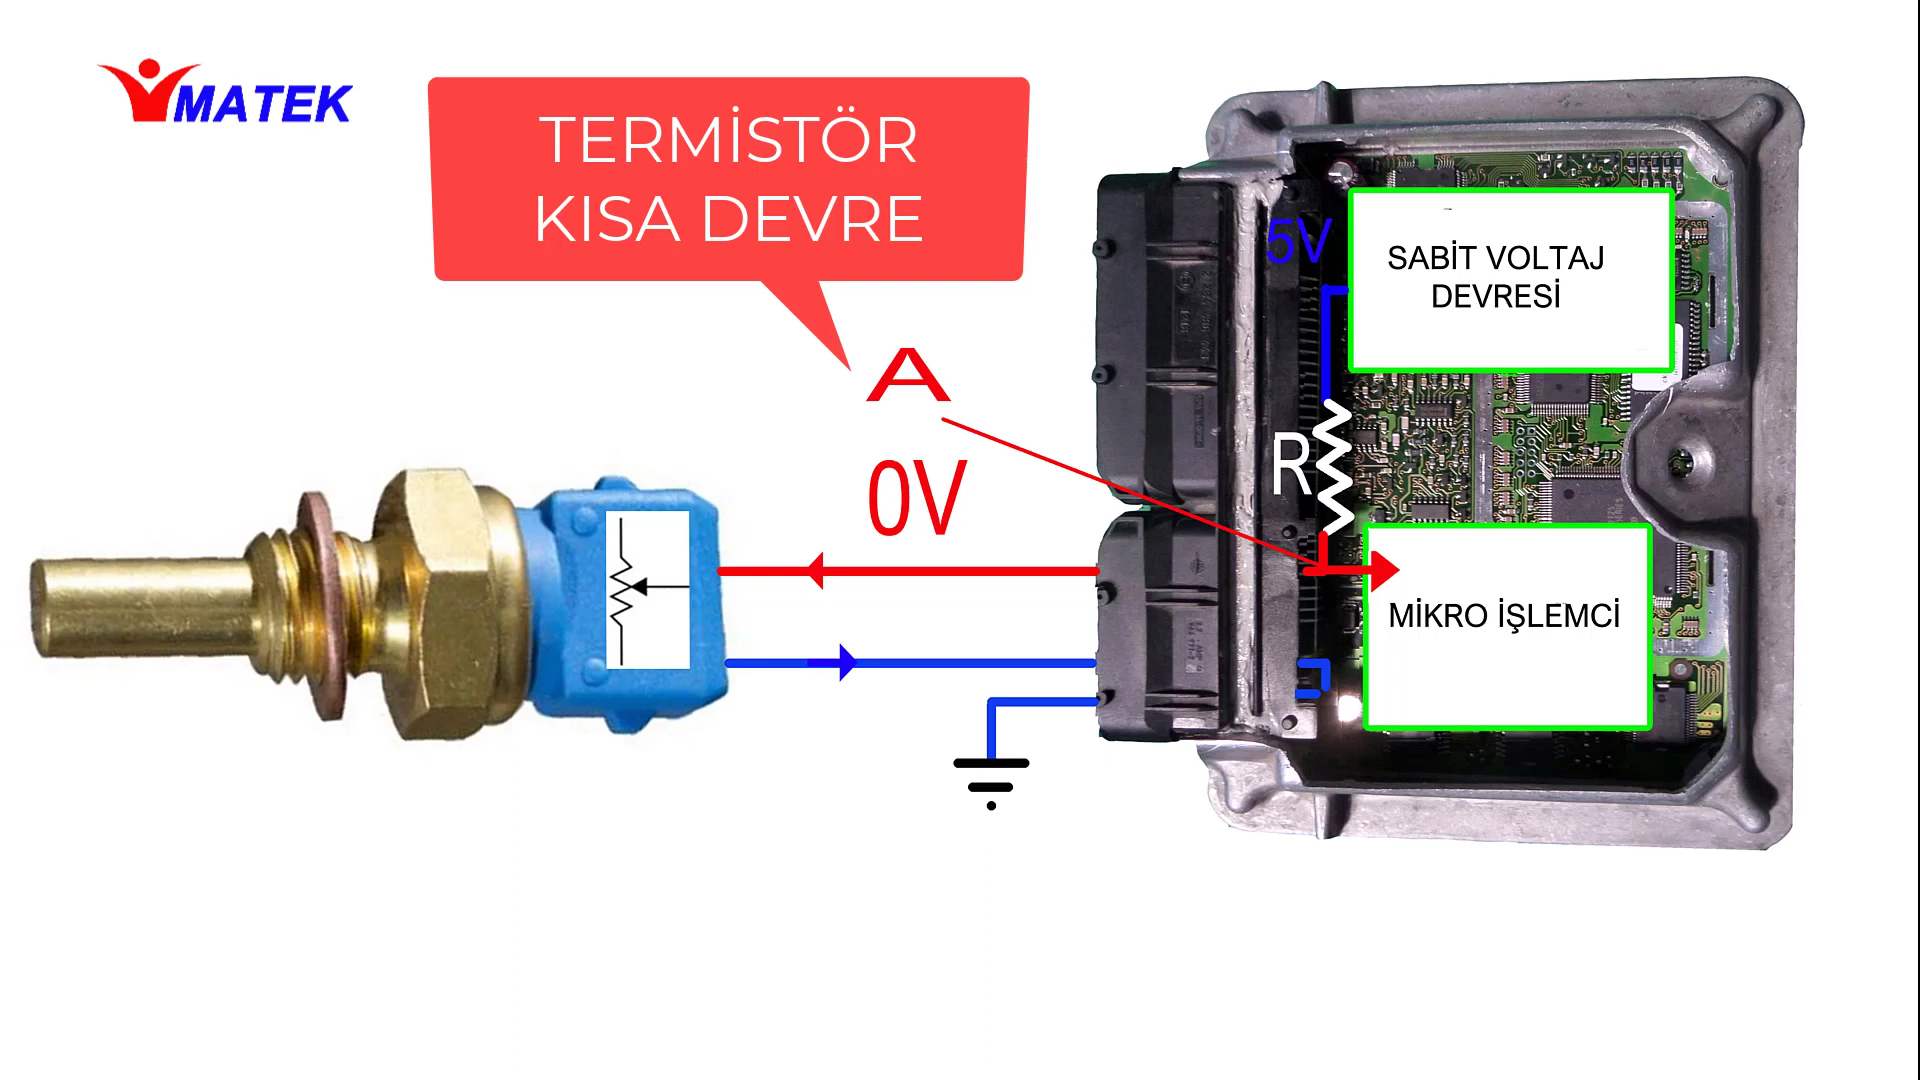 MATEK
TERMİSTÖR
KISA DEVRE
5V
SABİT VOLTAJ
DEVRESİ
A
R
0V
MİKRO İŞLEMCİ